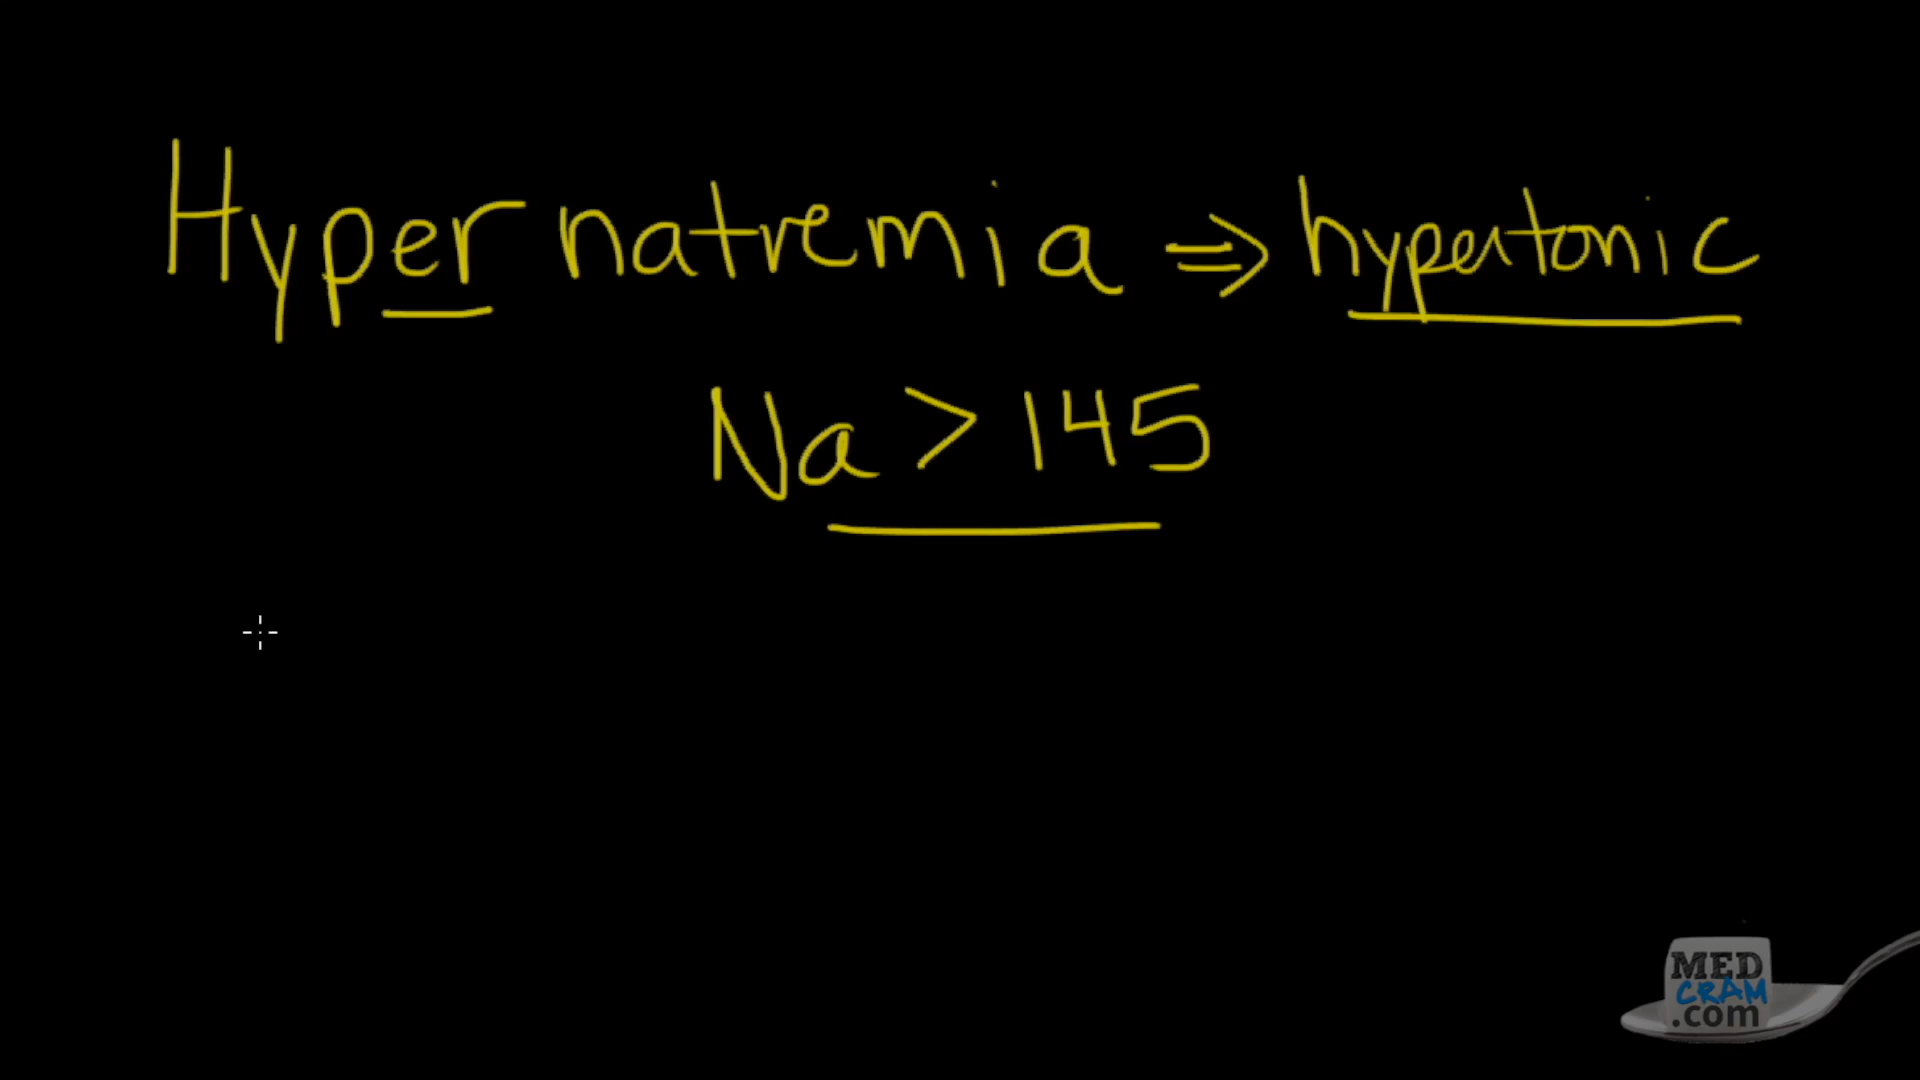 Hypernatremia ⇒ hypertonic
Na > 145
MED
CRAM
.com